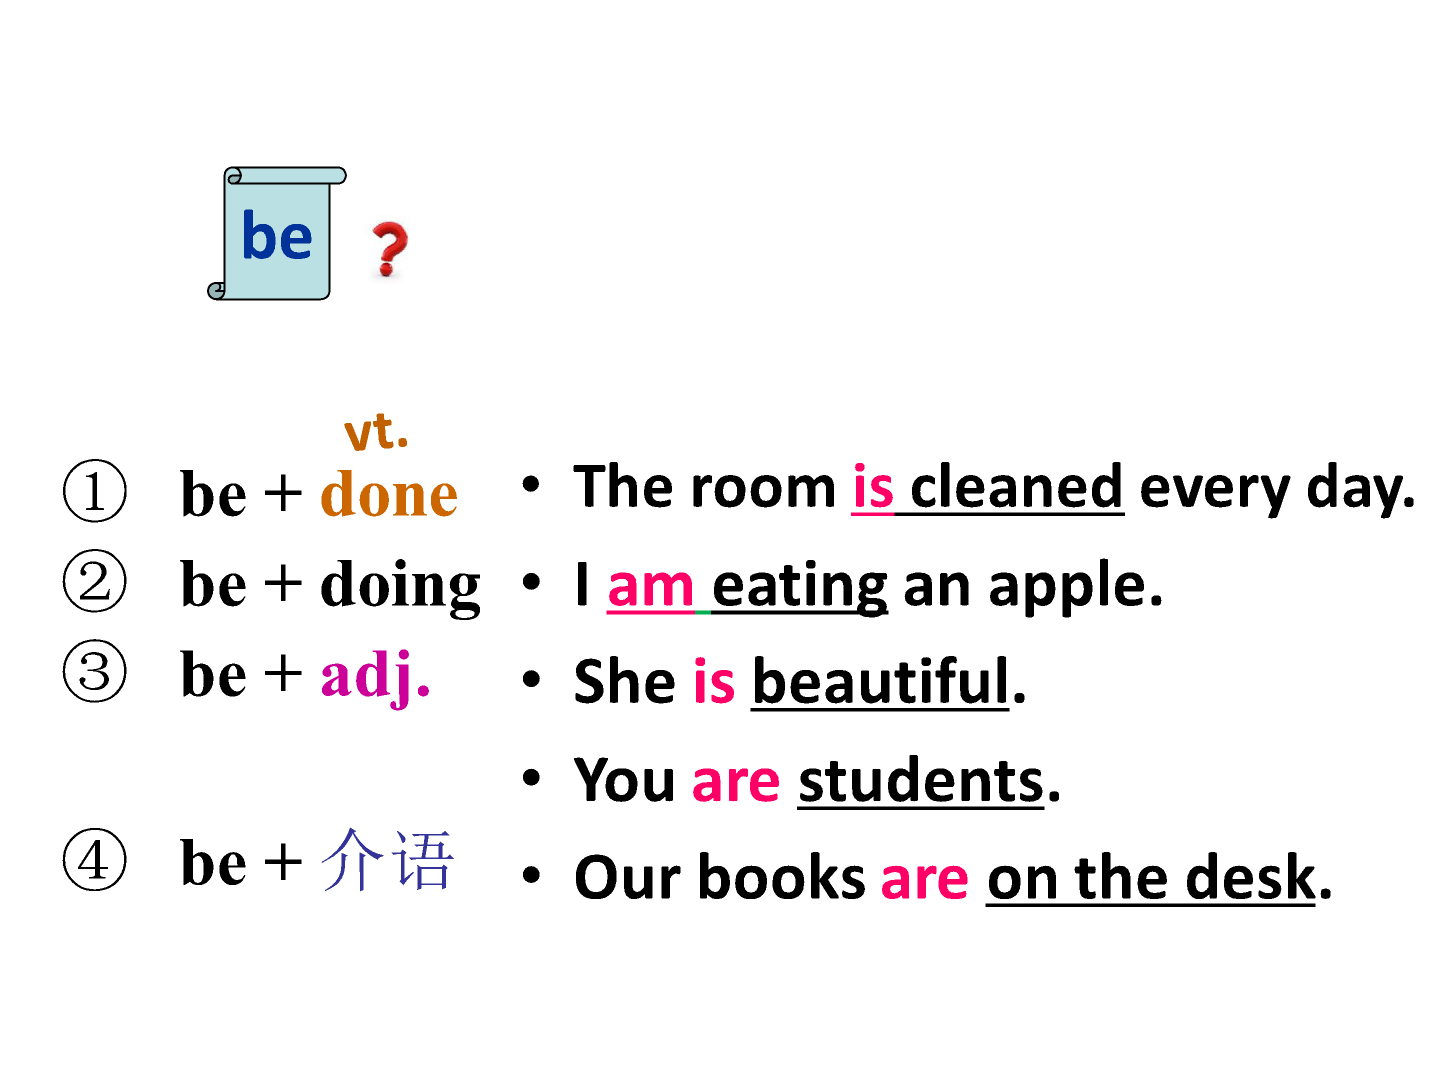 be ?
vt.
① be + done
• The room is cleaned every day.
② be + doing
• I am eating an apple.
③ be + adj.
• She is beautiful.
• You are students.
④ be + 介语
• Our books are on the desk.